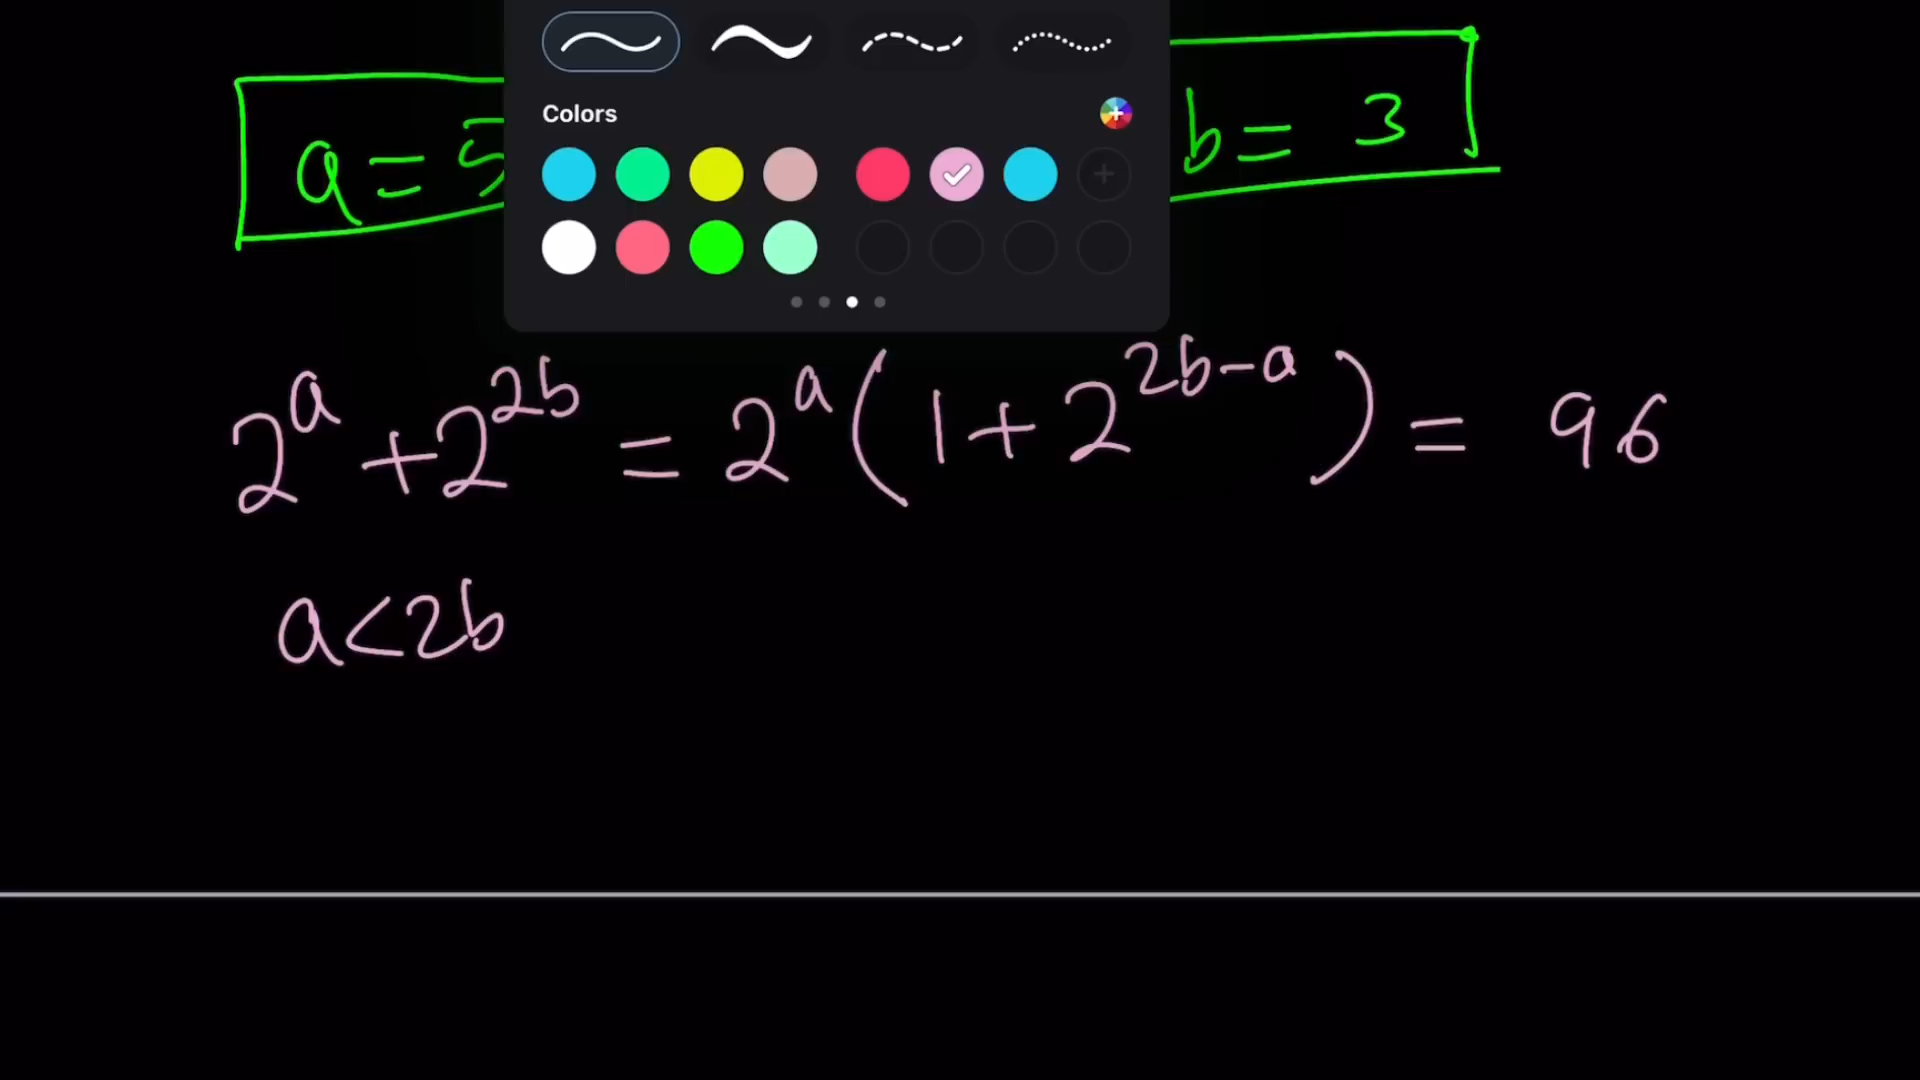 a = 5
b = 3
Colors
2^a + 2^{2b} = 2^a (1 + 2^{2b-a}) = 96
a < 2b